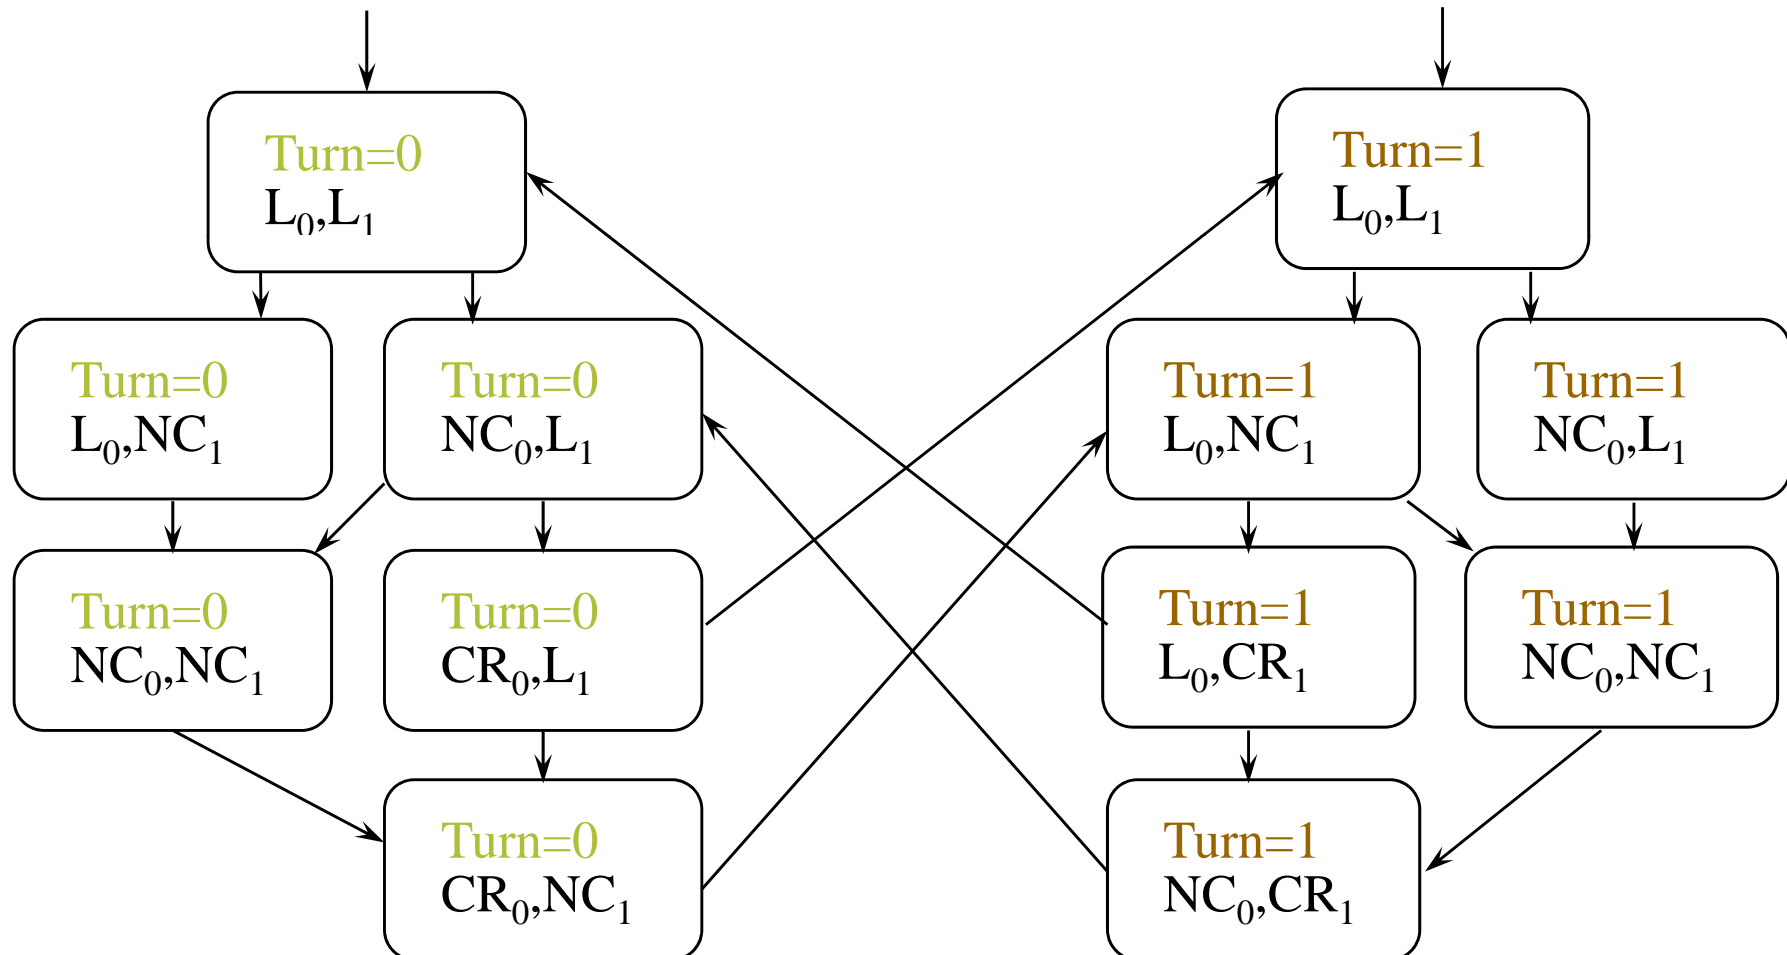 Turn=0
L₀,L₁
Turn=1
L₀,L₁
Turn=0
L₀,NC₁
Turn=0
NC₀,L₁
Turn=1
L₀,NC₁
Turn=1
NC₀,L₁
Turn=0
NC₀,NC₁
Turn=0
CR₀,L₁
Turn=1
L₀,CR₁
Turn=1
NC₀,NC₁
Turn=0
CR₀,NC₁
Turn=1
NC₀,CR₁